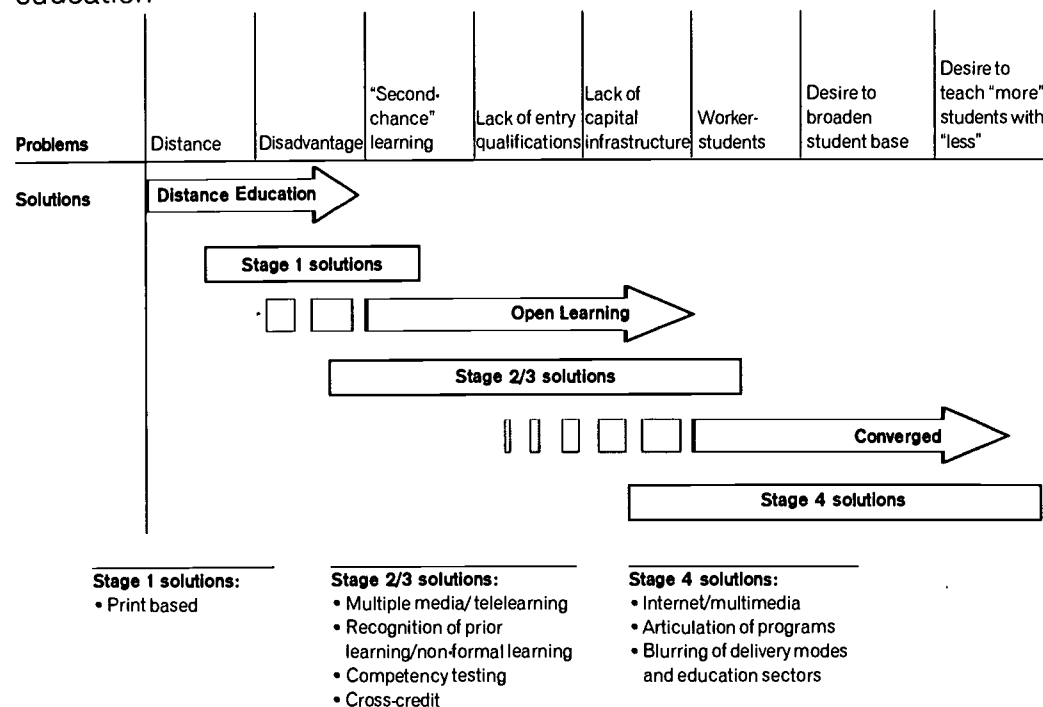 education
Problems
Distance
Disadvantage
"Second-
chance"
learning
Lack of entry
qualifications
Lack of
capital
infrastructure
Worker-
students
Desire to
broaden
student base
Desire to
teach "more"
students with
"less"
Solutions
Distance Education
Stage 1 solutions
Open Learning
Stage 2/3 solutions
Converged
Stage 4 solutions
Stage 1 solutions:
• Print based
Stage 2/3 solutions:
• Multiple media/ telelearning
• Recognition of prior
learning/non-formal learning
• Competency testing
• Cross-credit
Stage 4 solutions:
• Internet/multimedia
• Articulation of programs
• Blurring of delivery modes
and education sectors